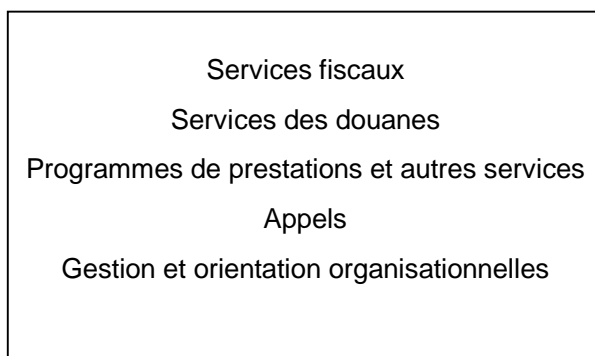 Services fiscaux
Services des douanes
Programmes de prestations et autres services
Appels
Gestion et orientation organisationnelles